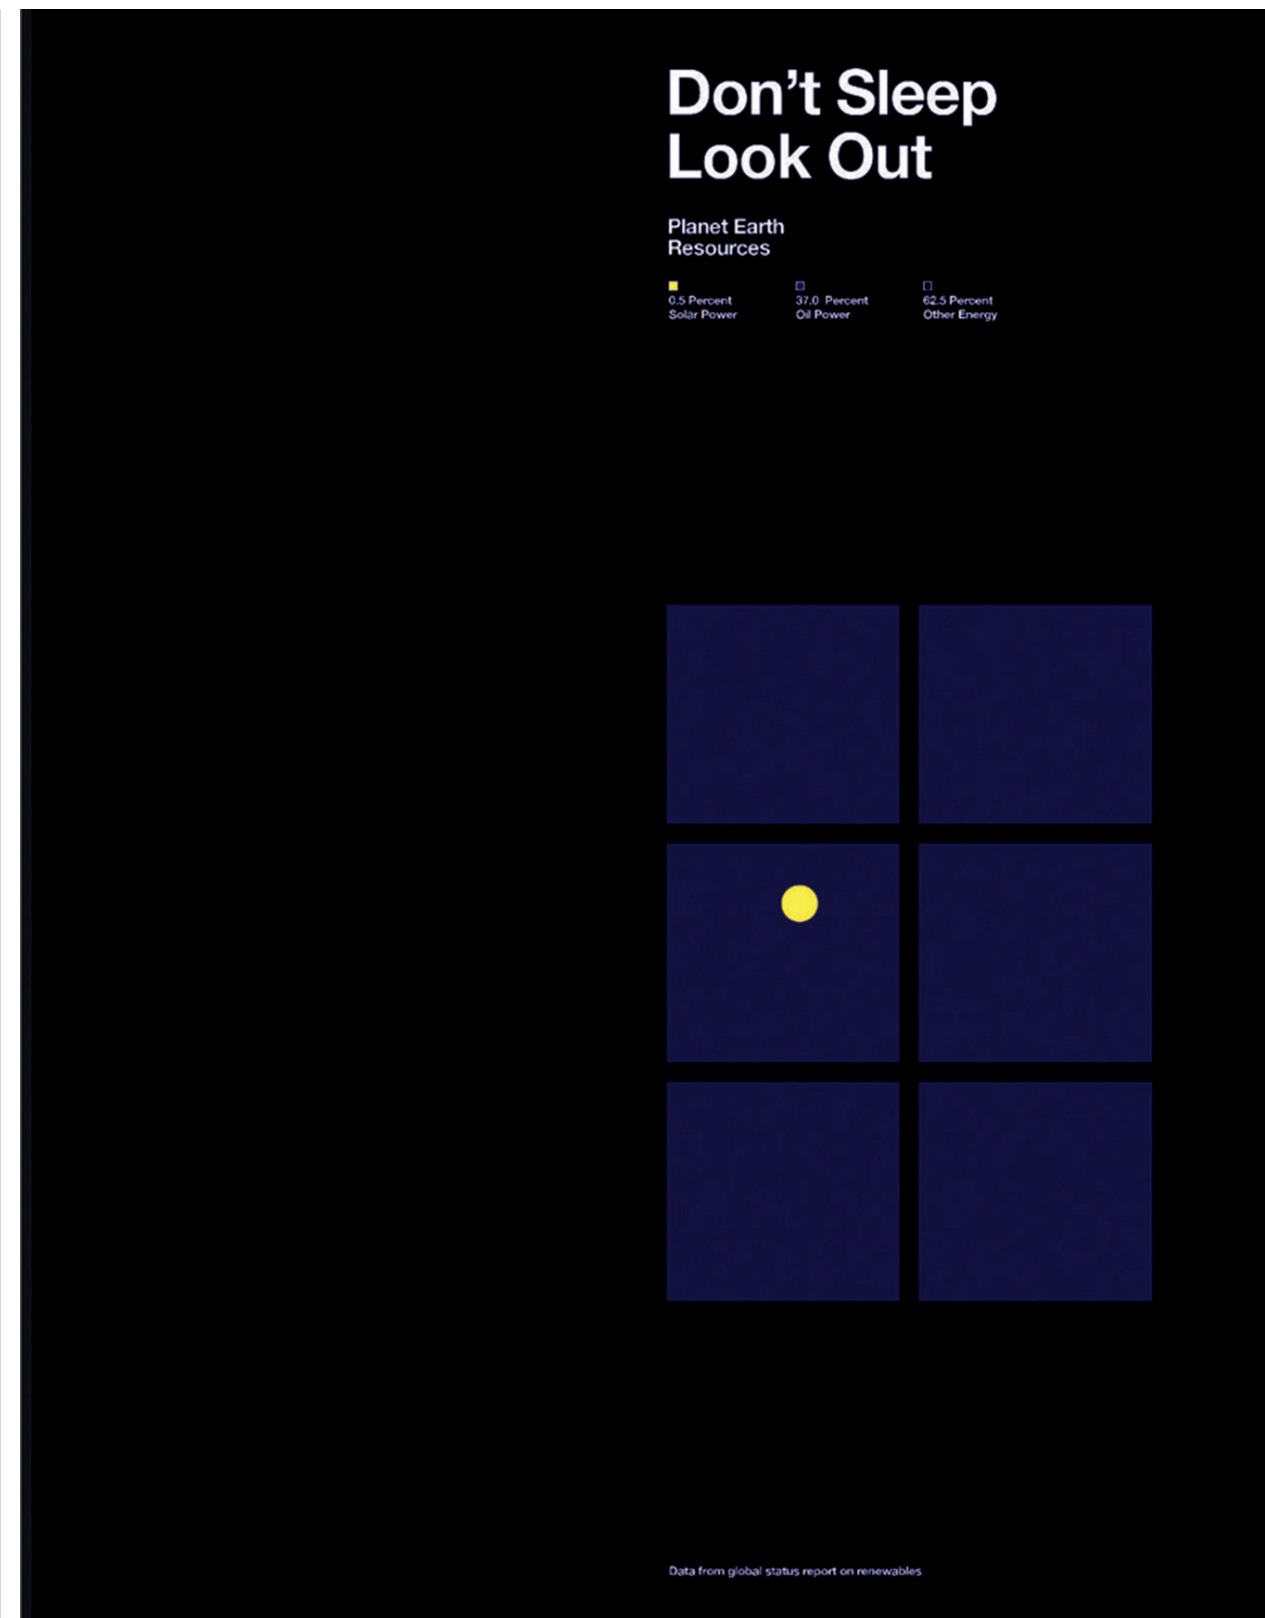 Don’t Sleep
Look Out
Planet Earth
Resources
0.5 Percent
Solar Power
37.0 Percent
Oil Power
62.5 Percent
Other Energy
Data from global status report on renewables